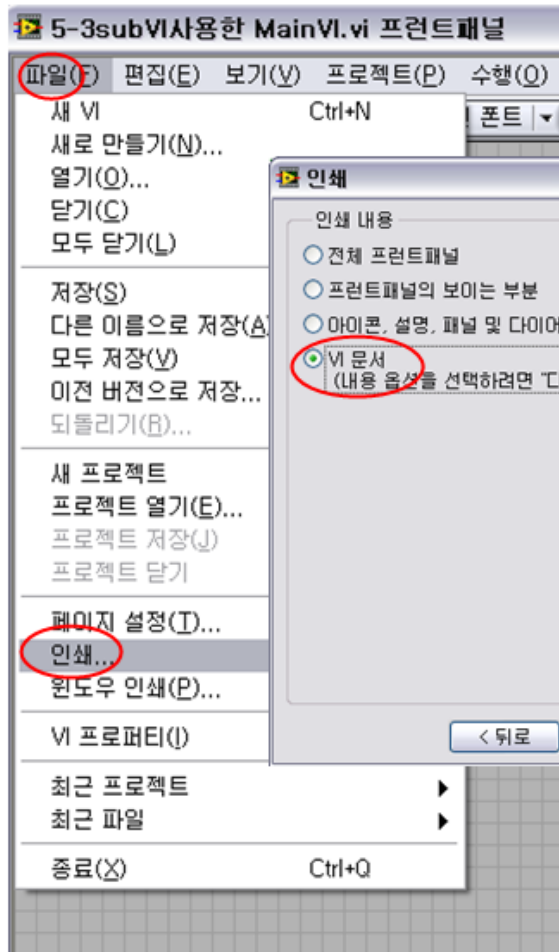 5-3subVI사용한 MainVI.vi 프런트패널
파일(F) 편집(E) 보기(V) 프로젝트(P) 수행(O)
폰트
새 VI Ctrl+N
새로 만들기(N)...
열기(O)...
닫기(C)
모두 닫기(L)
저장(S)
다른 이름으로 저장(A)
모두 저장(V)
이전 버전으로 저장...
되돌리기(R)...
새 프로젝트
프로젝트 열기(E)...
프로젝트 저장(J)
프로젝트 닫기
페이지 설정(T)...
인쇄...
윈도우 인쇄(P)...
VI 프로퍼티(I)
최근 프로젝트
최근 파일
종료(X) Ctrl+Q
인쇄
인쇄 내용
전체 프런트패널
프런트패널의 보이는 부분
아이콘, 설명, 패널 및 다이어
VI 문서
(내용 옵션을 선택하려면 "디
< 뒤로